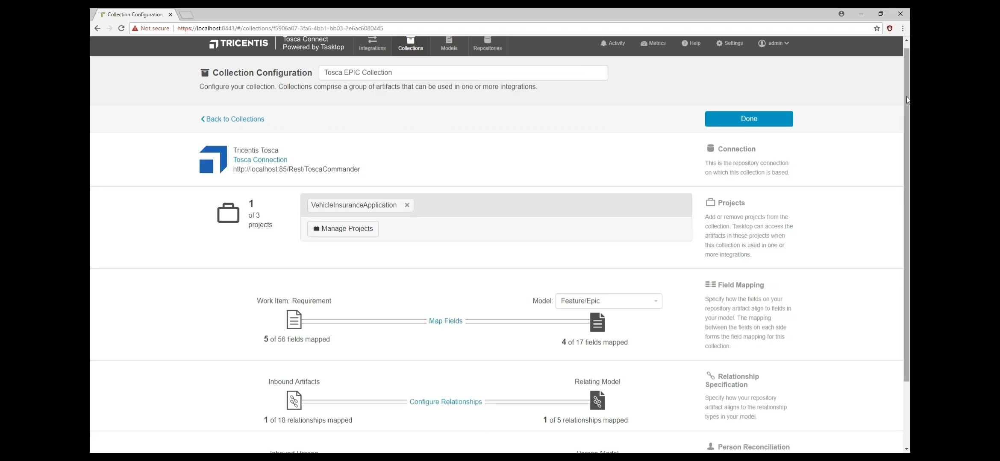 Collection Configuration
Not secure | https://localhost:8443/#/collections/f5906a07-3fa6-4bb1-bb03-2e6ac6080445
TRICENTIS
Tosca Connect
Powered by Tasktop
Integrations
Collections
Models
Repositories
Activity
Metrics
Help
Settings
admin
Collection Configuration
Tosca EPIC Collection
Configure your collection. Collections comprise a group of artifacts that can be used in one or more integrations.
Back to Collections
Done
Tricentis Tosca
Tosca Connection
http://localhost:85/Rest/ToscaCommander
Connection
This is the repository connection
on which this collection is based.
1
of 3
projects
VehicleInsuranceApplication
Manage Projects
Projects
Add or remove projects from the
collection. Tasktop can access the
artifacts in these projects when
this collection is used in one or
more integrations.
Work Item: Requirement
Model: Feature/Epic
Map Fields
5 of 56 fields mapped
4 of 17 fields mapped
Field Mapping
Specify how the fields on your
repository artifact align to fields in
your model. The mapping
between the fields on each side
forms the field mapping for this
collection.
Inbound Artifacts
Relating Model
Configure Relationships
1 of 18 relationships mapped
1 of 5 relationships mapped
Relationship
Specification
Specify how your repository
artifact aligns to the relationship
types in your model.
Inbound Person
Person Model
Person Reconciliation